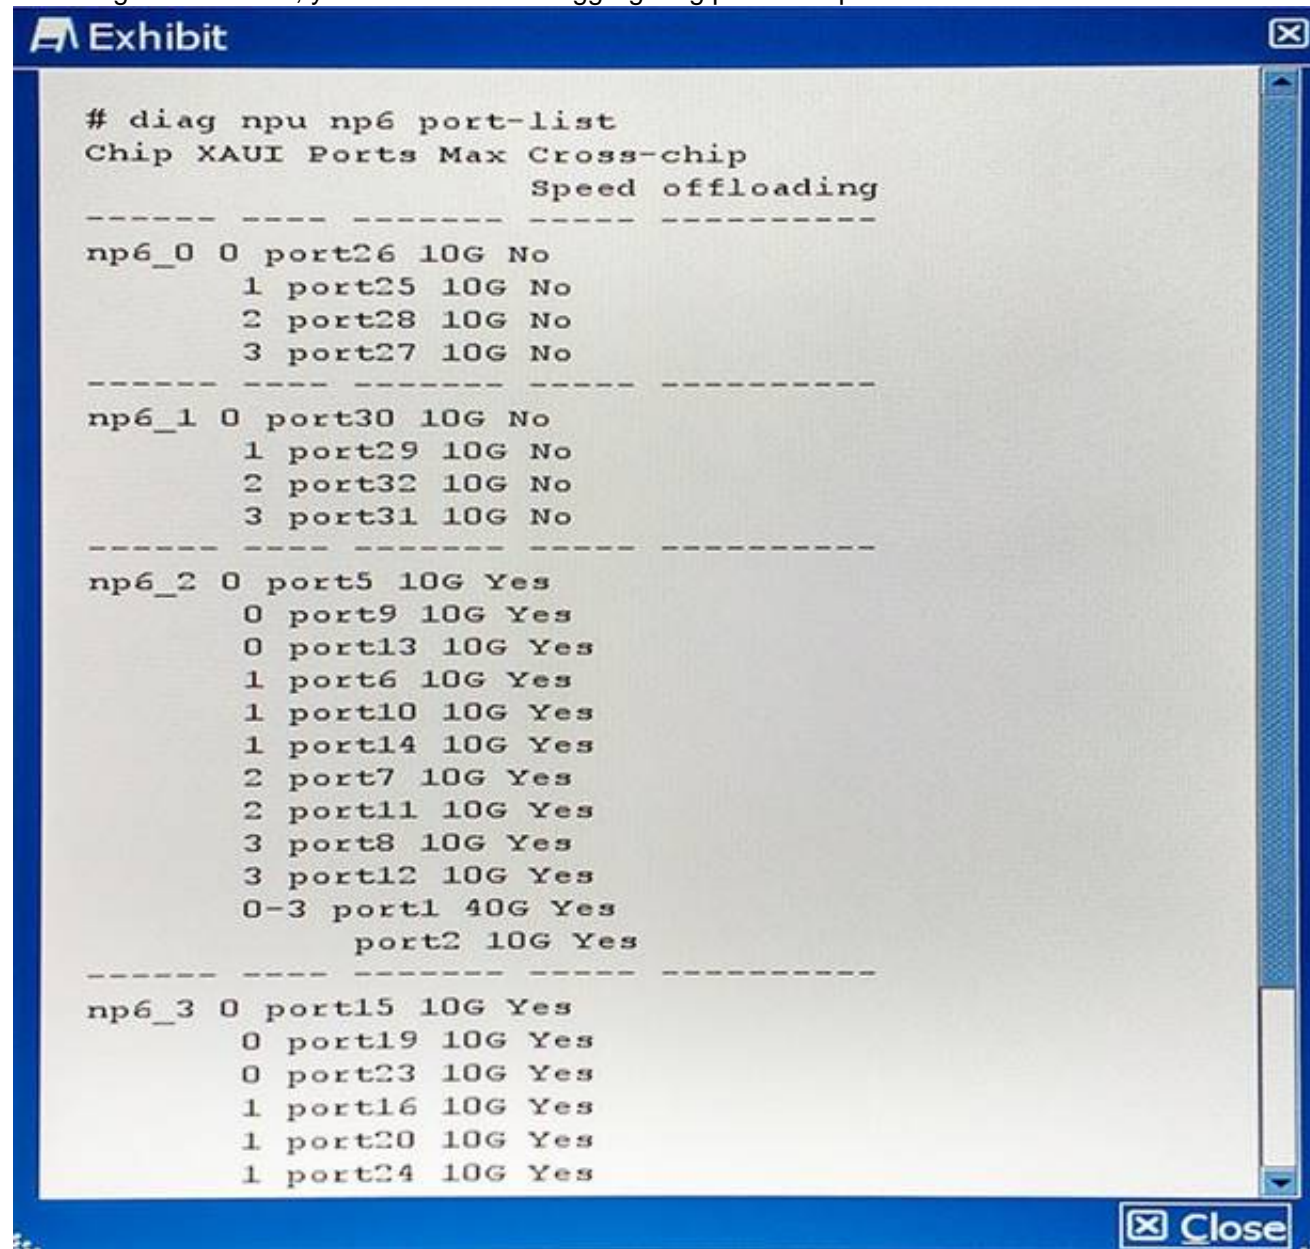 Exhibit
# diag npu np6 port-list
Chip XAUI Ports Max Cross-chip
Speed offloading
------ ---- ------- ----- ----------
np6_0 0 port26 10G No
1 port25 10G No
2 port28 10G No
3 port27 10G No
------ ---- ------- ----- ----------
np6_1 0 port30 10G No
1 port29 10G No
2 port32 10G No
3 port31 10G No
------ ---- ------- ----- ----------
np6_2 0 port5 10G Yes
0 port9 10G Yes
0 port13 10G Yes
1 port6 10G Yes
1 port10 10G Yes
1 port14 10G Yes
2 port7 10G Yes
2 port11 10G Yes
3 port8 10G Yes
3 port12 10G Yes
0-3 port1 40G Yes
port2 10G Yes
------ ---- ------- ----- ----------
np6_3 0 port15 10G Yes
0 port19 10G Yes
0 port23 10G Yes
1 port16 10G Yes
1 port20 10G Yes
1 port24 10G Yes
Close